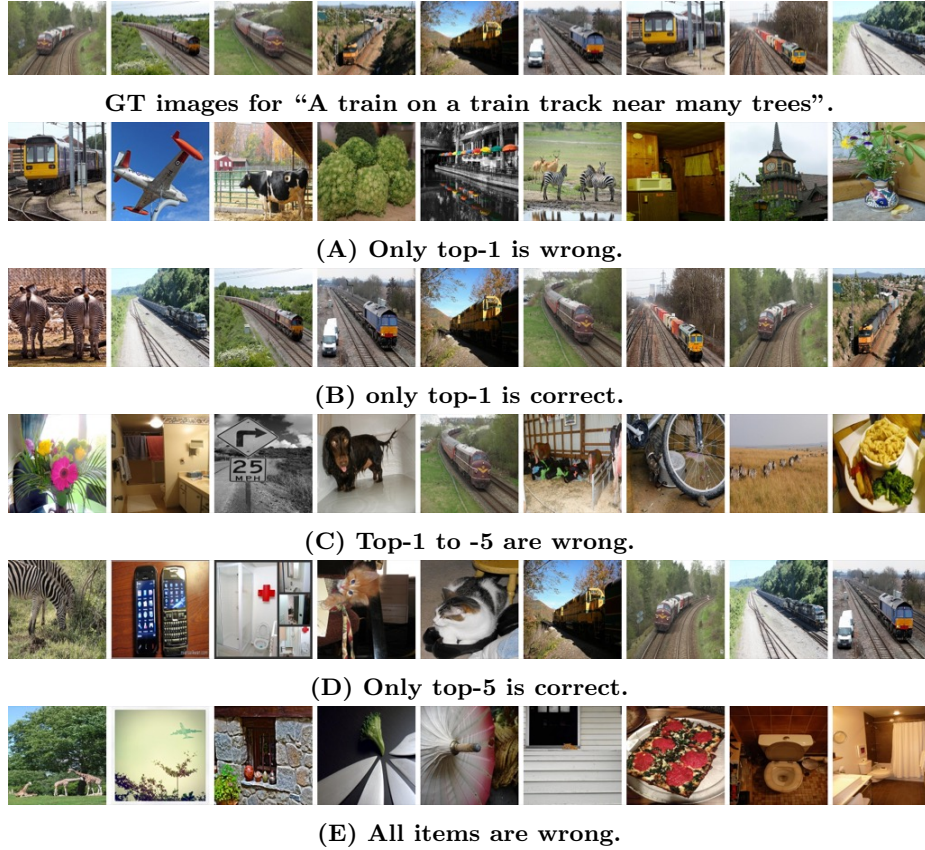 GT images for “A train on a train track near many trees”.
(A) Only top-1 is wrong.
(B) only top-1 is correct.
25
MPH
(C) Top-1 to -5 are wrong.
(D) Only top-5 is correct.
(E) All items are wrong.